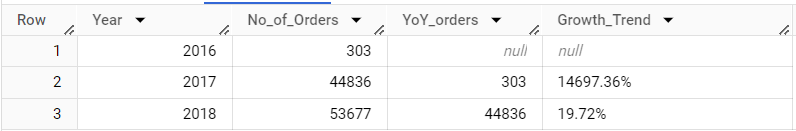 Row Year No_of_Orders YoY_orders Growth_Trend
1 2016 303 null null
2 2017 44836 303 14697.36%
3 2018 53677 44836 19.72%